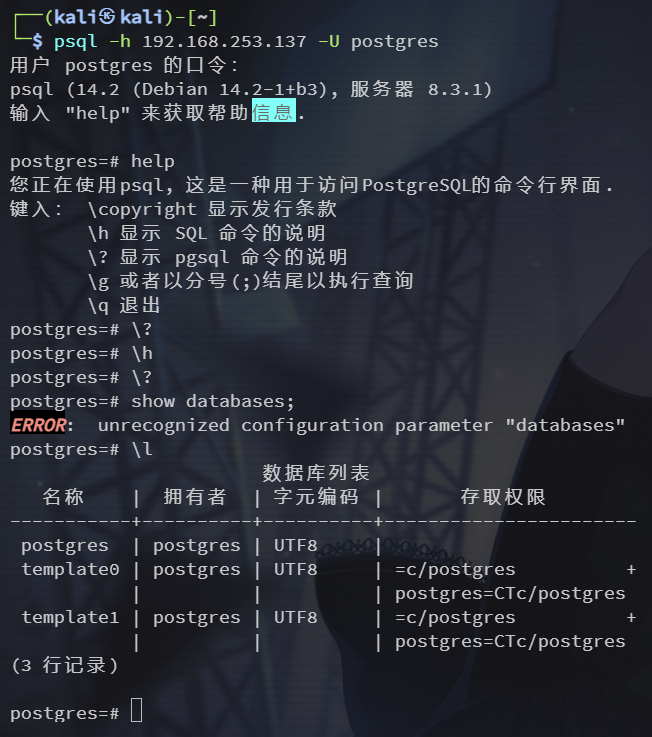 ┌──(kali㉿kali)-[~]
└─$ psql -h 192.168.253.137 -U postgres
用户 postgres 的口令：
psql (14.2 (Debian 14.2-1+b3), 服务器 8.3.1)
输入 "help" 来获取帮助信息.
postgres=# help
您正在使用psql, 这是一种用于访问PostgreSQL的命令行界面.
键入： \copyright 显示发行条款
\h 显示 SQL 命令的说明
\? 显示 pgsql 命令的说明
\g 或者以分号(;)结尾以执行查询
\q 退出
postgres=# \?
postgres=# \h
postgres=# \?
postgres=# show databases;
ERROR:  unrecognized configuration parameter "databases"
postgres=# \l
数据库列表
名称 | 拥有者 | 字元编码 | 存取权限
-----------+----------+----------+-----------------------
postgres | postgres | UTF8 |
template0 | postgres | UTF8 | =c/postgres +
| | | postgres=CTc/postgres
template1 | postgres | UTF8 | =c/postgres +
| | | postgres=CTc/postgres
(3 行记录)
postgres=#